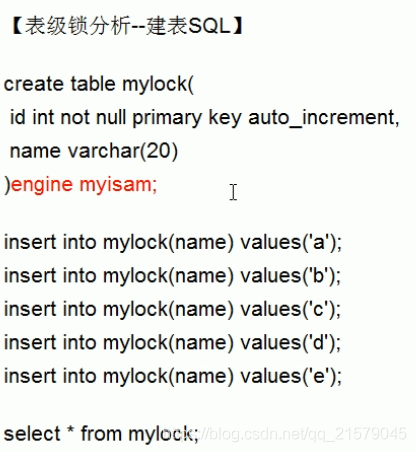 【表级锁分析--建表SQL】
create table mylock(
id int not null primary key auto_increment,
name varchar(20)
)engine myisam;
insert into mylock(name) values('a');
insert into mylock(name) values('b');
insert into mylock(name) values('c');
insert into mylock(name) values('d');
insert into mylock(name) values('e');
select * from mylock;
blog.csdn.net/qq_21579045